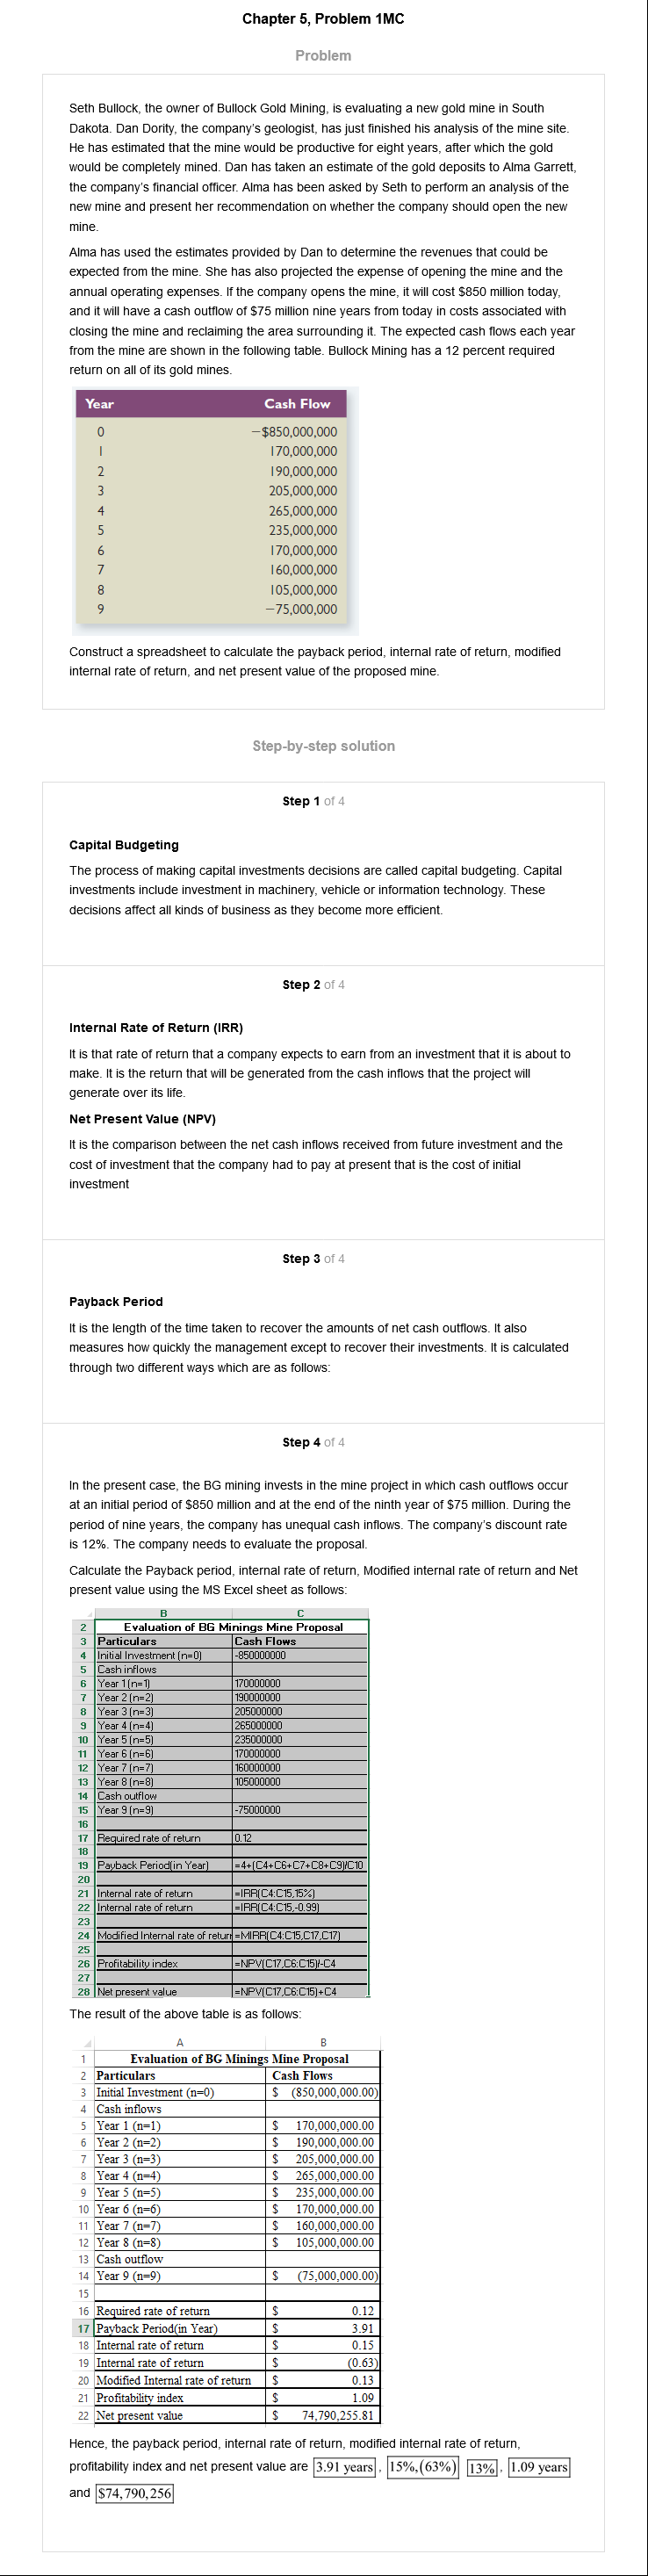 Chapter 5, Problem 1MC
Problem
Seth Bullock, the owner of Bullock Gold Mining, is evaluating a new gold mine in South
Dakota. Dan Dority, the company's geologist, has just finished his analysis of the mine site.
He has estimated that the mine would be productive for eight years, after which the gold
would be completely mined. Dan has taken an estimate of the gold deposits to Alma Garrett,
the company's financial officer. Alma has been asked by Seth to perform an analysis of the
new mine and present her recommendation on whether the company should open the new
mine.
Alma has used the estimates provided by Dan to determine the revenues that could be
expected from the mine. She has also projected the expense of opening the mine and the
annual operating expenses. If the company opens the mine, it will cost $850 million today,
and it will have a cash outflow of $75 million nine years from today in costs associated with
closing the mine and reclaiming the area surrounding it. The expected cash flows each year
from the mine are shown in the following table. Bullock Mining has a 12 percent required
return on all of its gold mines.
Year Cash Flow
0 −$850,000,000
1 170,000,000
2 190,000,000
3 205,000,000
4 265,000,000
5 235,000,000
6 170,000,000
7 160,000,000
8 105,000,000
9 −75,000,000
Construct a spreadsheet to calculate the payback period, internal rate of return, modified
internal rate of return, and net present value of the proposed mine.
Step-by-step solution
Step 1 of 4
Capital Budgeting
The process of making capital investments decisions are called capital budgeting. Capital
investments include investment in machinery, vehicle or information technology. These
decisions affect all kinds of business as they become more efficient.
Step 2 of 4
Internal Rate of Return (IRR)
It is that rate of return that a company expects to earn from an investment that it is about to
make. It is the return that will be generated from the cash inflows that the project will
generate over its life.
Net Present Value (NPV)
It is the comparison between the net cash inflows received from future investment and the
cost of investment that the company had to pay at present that is the cost of initial
investment
Step 3 of 4
Payback Period
It is the length of the time taken to recover the amounts of net cash outflows. It also
measures how quickly the management except to recover their investments. It is calculated
through two different ways which are as follows:
Step 4 of 4
In the present case, the BG mining invests in the mine project in which cash outflows occur
at an initial period of $850 million and at the end of the ninth year of $75 million. During the
period of nine years, the company has unequal cash inflows. The company's discount rate
is 12%. The company needs to evaluate the proposal.
Calculate the Payback period, internal rate of return, Modified internal rate of return and Net
present value using the MS Excel sheet as follows:
B C
2 Evaluation of BG Minings Mine Proposal
3 Particulars Cash Flows
4 Initial Investment (n=0) -850000000
5 Cash inflows
6 Year 1 (n=1) 170000000
7 Year 2 (n=2) 190000000
8 Year 3 (n=3) 205000000
9 Year 4 (n=4) 265000000
10 Year 5 (n=5) 235000000
11 Year 6 (n=6) 170000000
12 Year 7 (n=7) 160000000
13 Year 8 (n=8) 105000000
14 Cash outflow
15 Year 9 (n=9) -75000000
16
17 Required rate of return 0.12
18
19 Payback Period(in Year) =4+(C4+C6+C7+C8+C9)/C10
20
21 Internal rate of return =IRR(C4:C15,15%)
22 Internal rate of return =IRR(C4:C15,-0.99)
23
24 Modified Internal rate of return =MIRR(C4:C15,C17,C17)
25
26 Profitability index =NPV(C17,C6:C15)/-C4
27
28 Net present value =NPV(C17,C6:C15)+C4
The result of the above table is as follows:
A B
1 Evaluation of BG Minings Mine Proposal
2 Particulars Cash Flows
3 Initial Investment (n=0) $ (850,000,000.00)
4 Cash inflows
5 Year 1 (n=1) $ 170,000,000.00
6 Year 2 (n=2) $ 190,000,000.00
7 Year 3 (n=3) $ 205,000,000.00
8 Year 4 (n=4) $ 265,000,000.00
9 Year 5 (n=5) $ 235,000,000.00
10 Year 6 (n=6) $ 170,000,000.00
11 Year 7 (n=7) $ 160,000,000.00
12 Year 8 (n=8) $ 105,000,000.00
13 Cash outflow
14 Year 9 (n=9) $ (75,000,000.00)
15
16 Required rate of return $ 0.12
17 Payback Period(in Year) $ 3.91
18 Internal rate of return $ 0.15
19 Internal rate of return $ (0.63)
20 Modified Internal rate of return $ 0.13
21 Profitability index $ 1.09
22 Net present value $ 74,790,255.81
Hence, the payback period, internal rate of return, modified internal rate of return,
profitability index and net present value are 3.91 years, 15%,(63%) 13%, 1.09 years
and $74,790,256